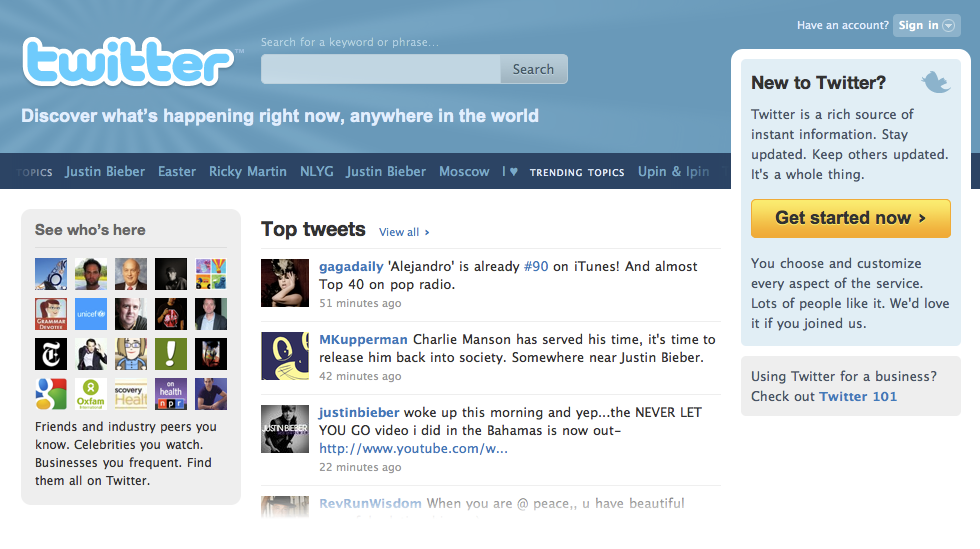 Have an account? Sign in
twitter™
Search for a keyword or phrase...
Search
Discover what's happening right now, anywhere in the world
Justin Bieber Easter Ricky Martin NLYG Justin Bieber Moscow I ♥ TRENDING TOPICS Upin & Ipin
New to Twitter?
Twitter is a rich source of
instant information. Stay
updated. Keep others updated.
It's a whole thing.
Get started now ›
You choose and customize
every aspect of the service.
Lots of people like it. We'd love
it if you joined us.
Using Twitter for a business?
Check out Twitter 101
See who's here
GRAMMAR
DEVOTEE
unicef
Oxfam
International
scovery
Health
on
health
npr
Friends and industry peers you
know. Celebrities you watch.
Businesses you frequent. Find
them all on Twitter.
Top tweets View all ›
gagadaily 'Alejandro' is already #90 on iTunes! And almost
Top 40 on pop radio.
51 minutes ago
MKupperman Charlie Manson has served his time, it's time to
release him back into society. Somewhere near Justin Bieber.
42 minutes ago
JUSTIN BIEBER
justinbieber woke up this morning and yep...the NEVER LET
YOU GO video i did in the Bahamas is now out-
http://www.youtube.com/w...
22 minutes ago
RevRunWisdom When you are @ peace,, u have beautiful